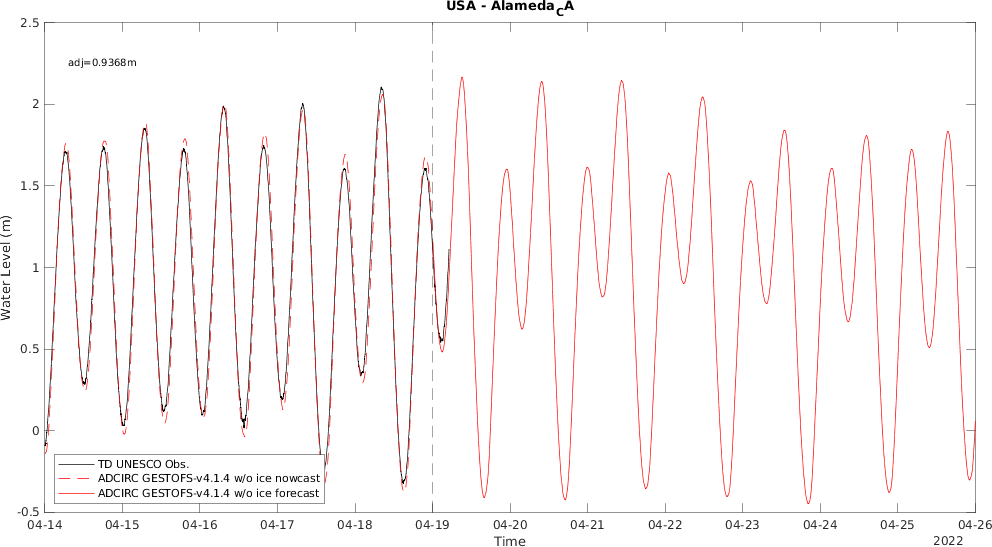 USA - Alameda_CA
2.5
adj=0.9368m
2
1.5
1
0.5
0
-0.5
Water Level (m)
TD UNESCO Obs.
ADCIRC GESTOFS-v4.1.4 w/o ice nowcast
ADCIRC GESTOFS-v4.1.4 w/o ice forecast
04-14 04-15 04-16 04-17 04-18 04-19 04-20 04-21 04-22 04-23 04-24 04-25 04-26
Time
2022